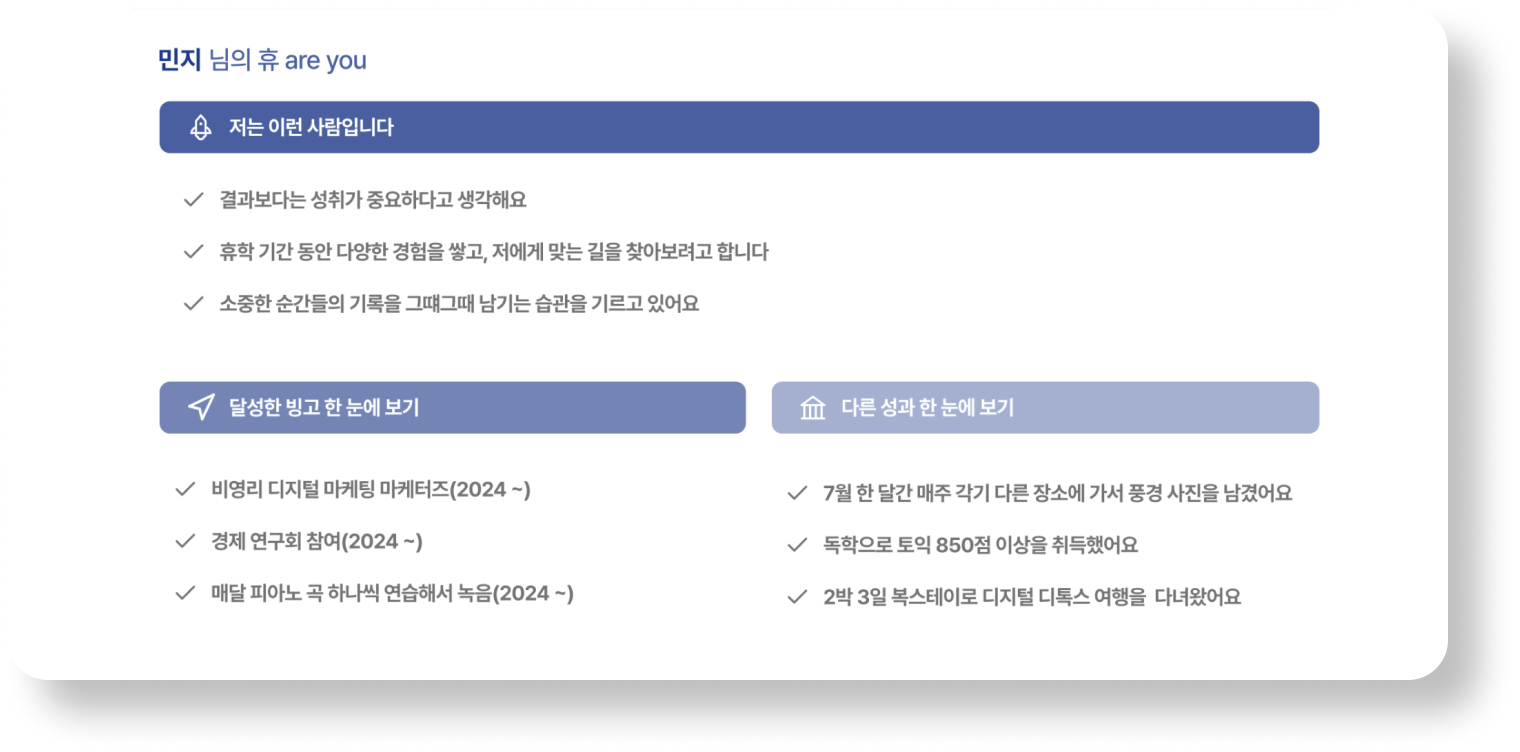 민지 님의 휴 are you
저는 이런 사람입니다
결과보다는 성취가 중요하다고 생각해요
휴학 기간 동안 다양한 경험을 쌓고, 저에게 맞는 길을 찾아보려고 합니다
소중한 순간들의 기록을 그떄그때 남기는 습관을 기르고 있어요
달성한 빙고 한 눈에 보기
비영리 디지털 마케팅 마케터즈(2024 ~)
경제 연구회 참여(2024 ~)
매달 피아노 곡 하나씩 연습해서 녹음(2024 ~)
다른 성과 한 눈에 보기
7월 한 달간 매주 각기 다른 장소에 가서 풍경 사진을 남겼어요
독학으로 토익 850점 이상을 취득했어요
2박 3일 북스테이로 디지털 디톡스 여행을 다녀왔어요